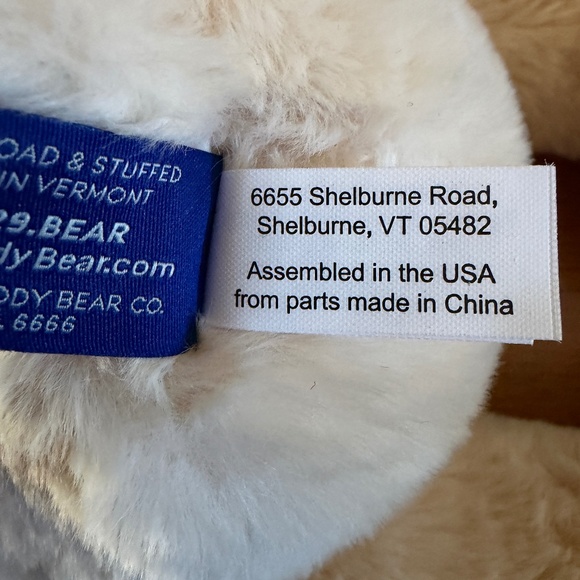 OAD & STUFFED
IN VERMONT
9.BEAR
dyBear.com
DDY BEAR CO.
. 6666
6655 Shelburne Road,
Shelburne, VT 05482
Assembled in the USA
from parts made in China